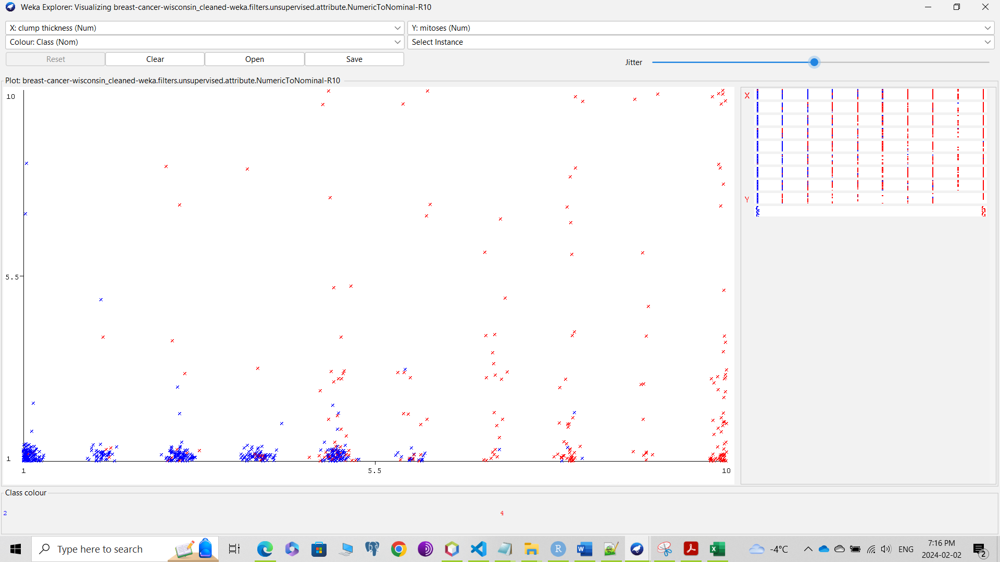 Weka Explorer: Visualizing breast-cancer-wisconsin_cleaned-weka.filters.unsupervised.attribute.NumericToNominal-R10
X: clump thickness (Num)
Y: mitoses (Num)
Colour: Class (Nom)
Select Instance
Reset
Clear
Open
Save
Jitter
Plot: breast-cancer-wisconsin_cleaned-weka.filters.unsupervised.attribute.NumericToNominal-R10
10
5.5
1
1
5.5
10
X
Y
Class colour
2
4
Type here to search
R
W
-4°C
ENG
7:16 PM
2024-02-02
2